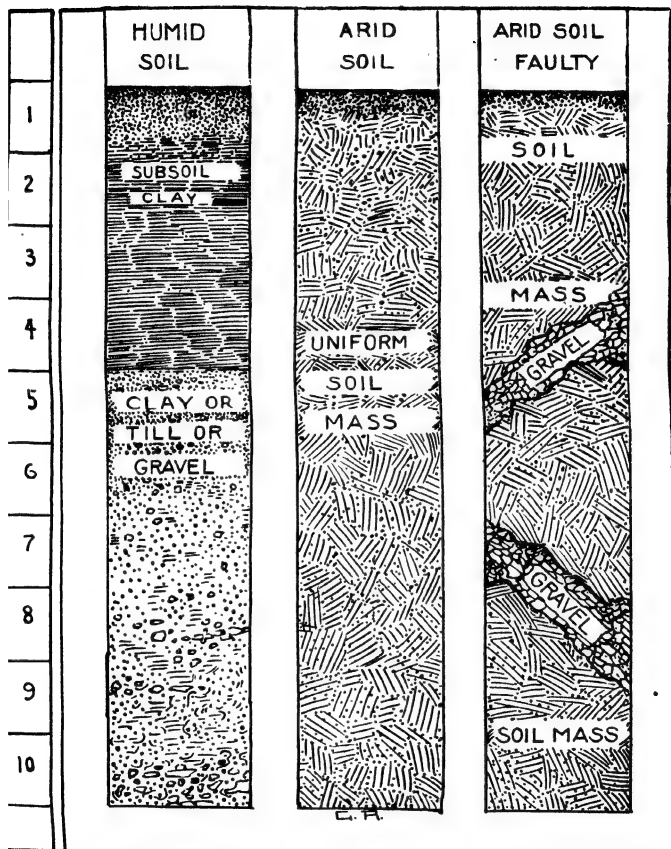 HUMID
SOIL
ARID
SOIL
ARID SOIL
FAULTY
1
2
3
4
5
6
7
8
9
10
SUBSOIL
CLAY
CLAY OR
TILL OR
GRAVEL
UNIFORM
SOIL
MASS
SOIL
MASS
GRAVEL
GRAVEL
SOIL MASS